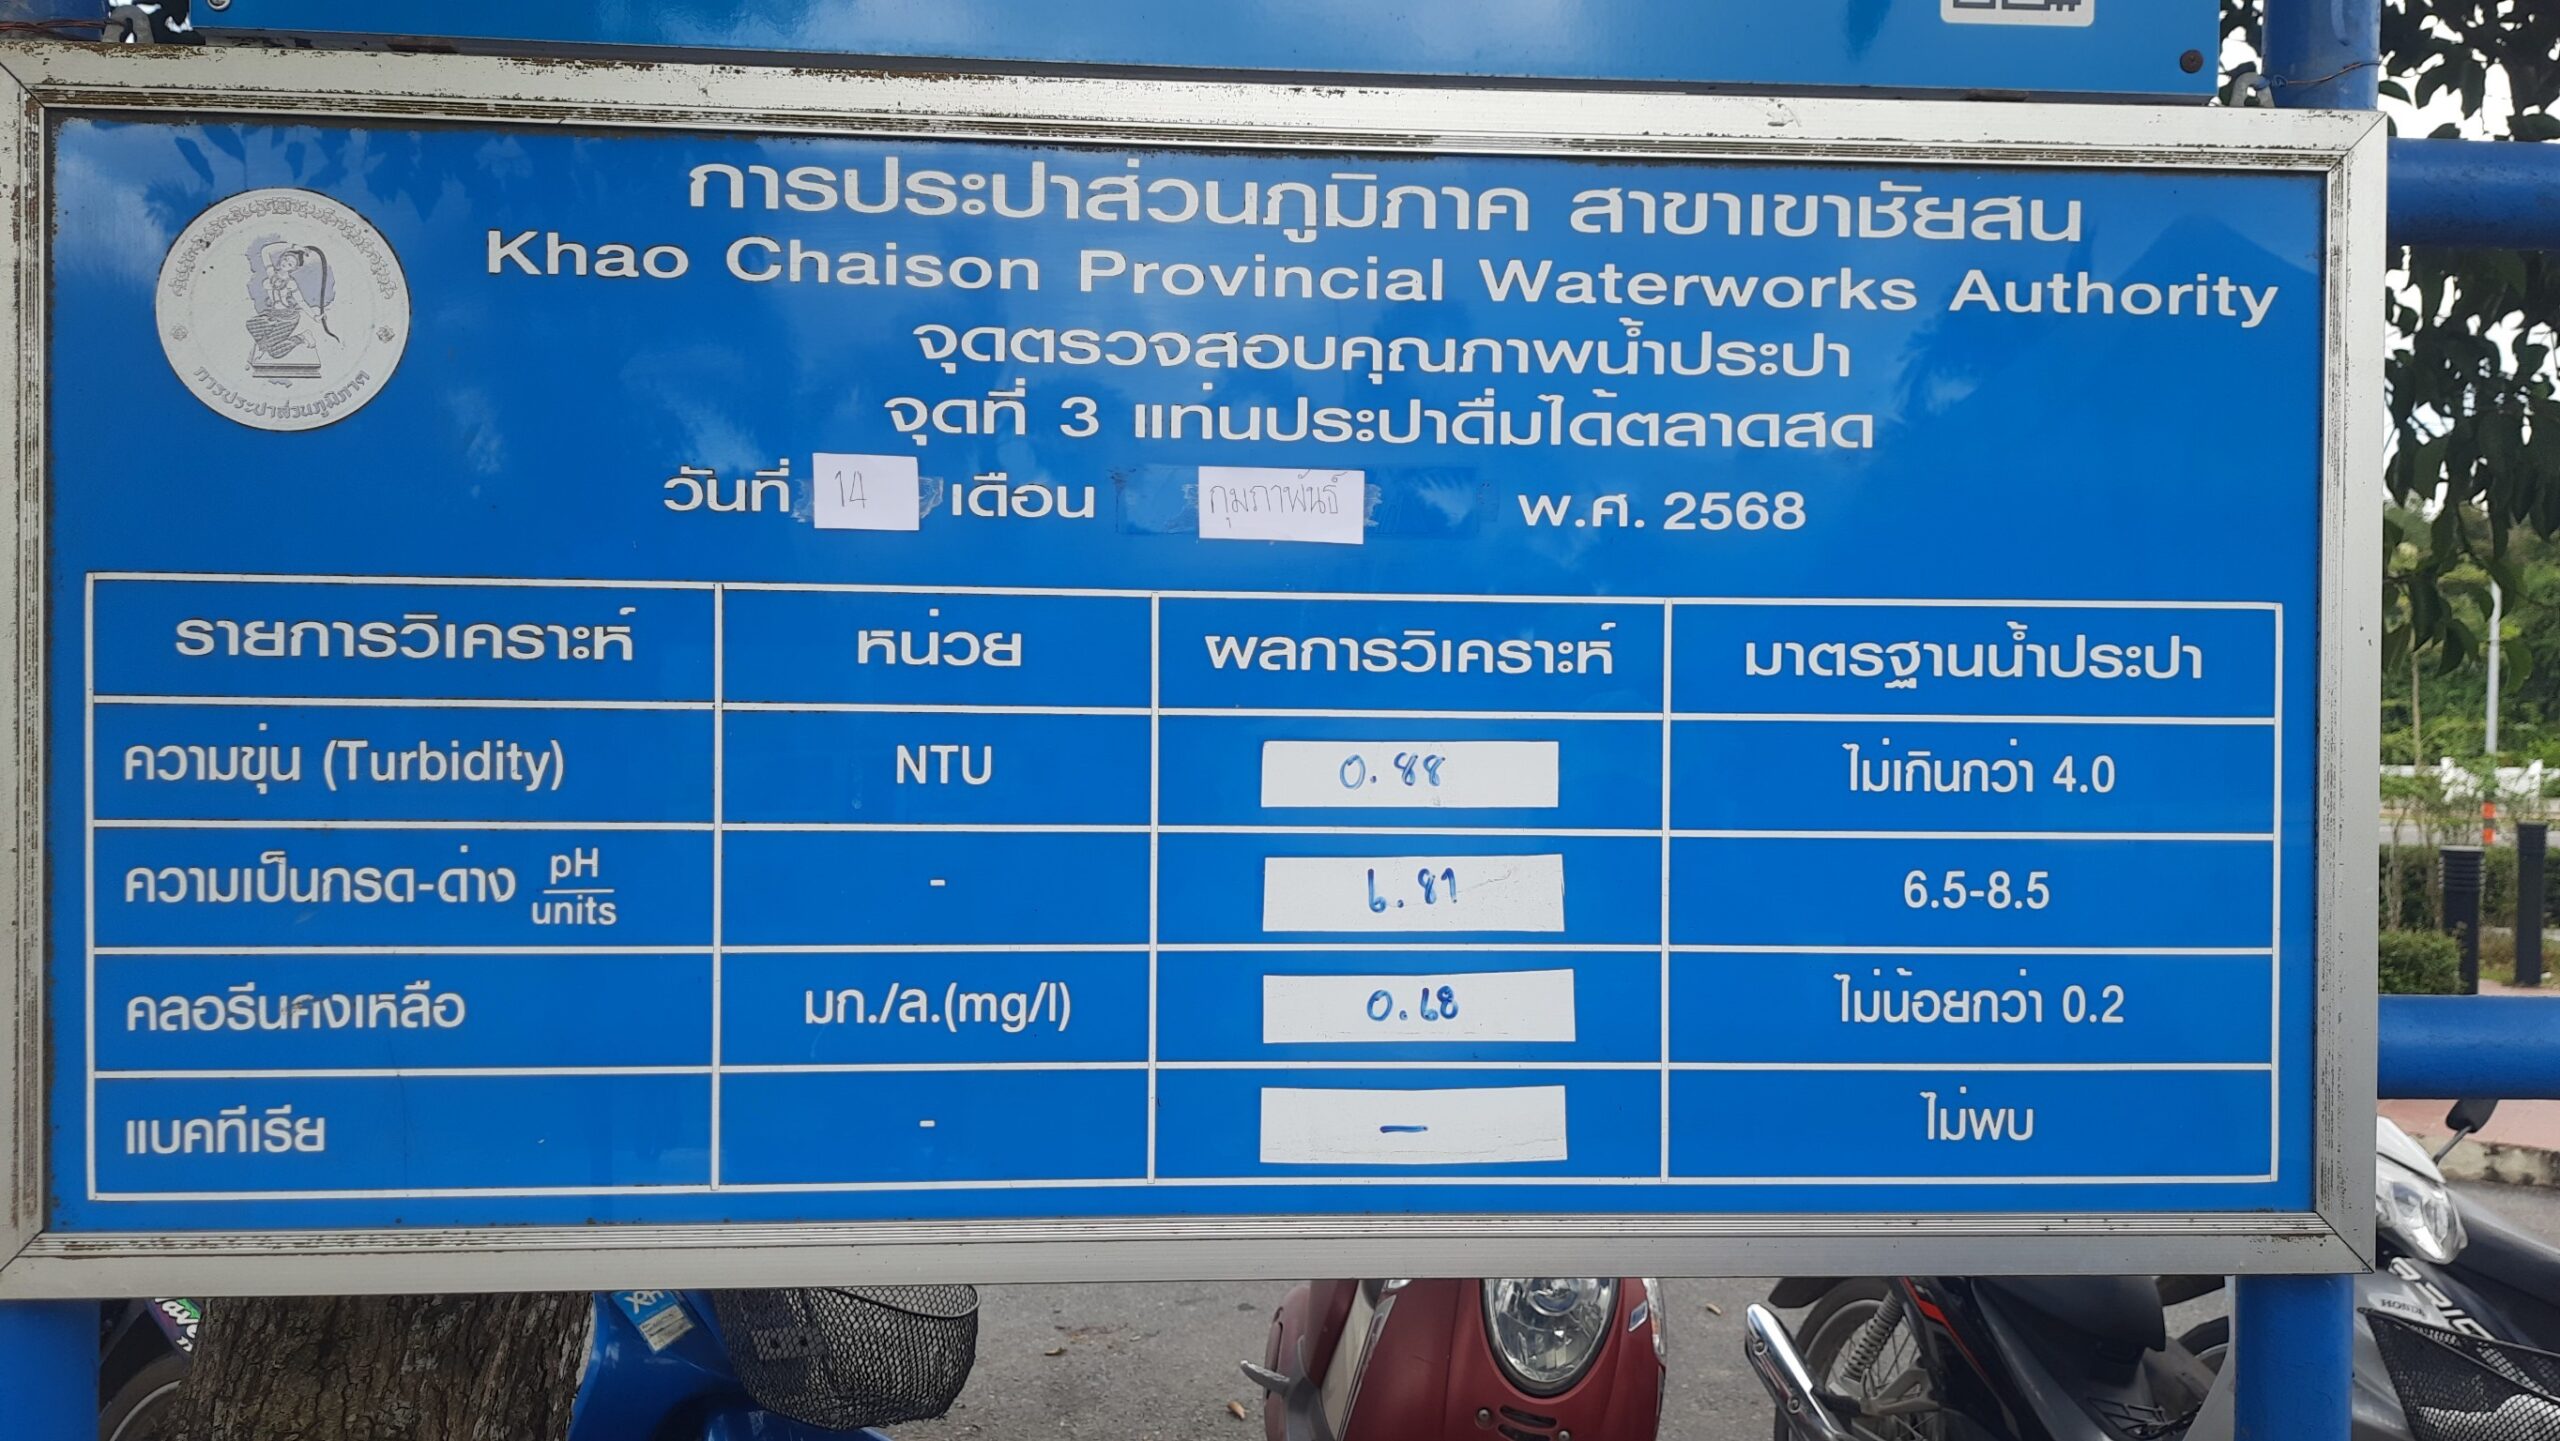 การประปาส่วนภูมิภาค สาขาเขาชัยสน
Khao Chaison Provincial Waterworks Authority
จุดตรวจสอบคุณภาพน้ำประปา
จุดที่ 3 แท่นประปาดื่มได้ตลาดสด
วันที่ 14 เดือน กุมภาพันธ์ พ.ศ. 2568
การประปาส่วนภูมิภาค
รายการวิเคราะห์ หน่วย ผลการวิเคราะห์ มาตรฐานน้ำประปา
ความขุ่น (Turbidity) NTU 0.88 ไม่เกินกว่า 4.0
ความเป็นกรด-ด่าง pH units - 6.81 6.5-8.5
คลอรีนคงเหลือ มก./ล.(mg/l) 0.68 ไม่น้อยกว่า 0.2
แบคทีเรีย - - ไม่พบ
HONDA